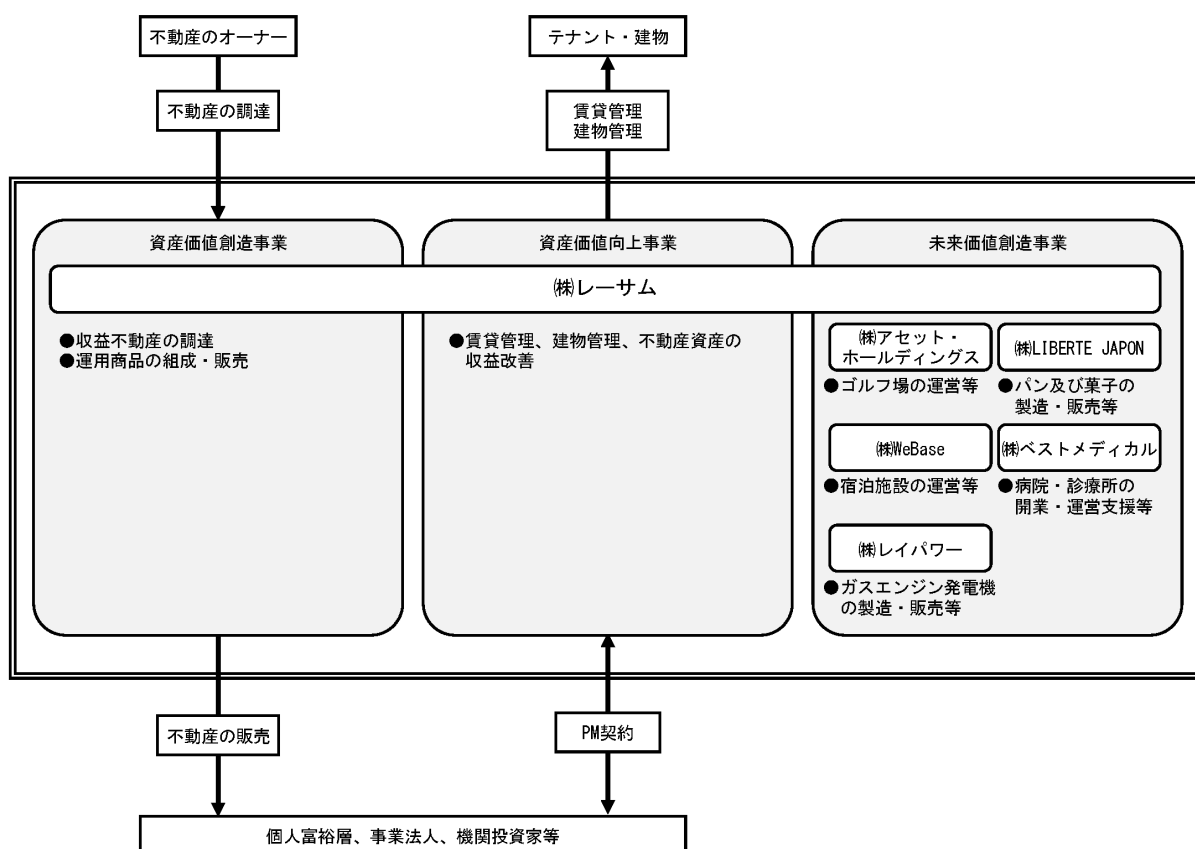 不動産のオーナー
テナント・建物
不動産の調達
賃貸管理
建物管理
資産価値創造事業
資産価値向上事業
未来価値創造事業
㈱レーサム
●収益不動産の調達
●運用商品の組成・販売
●賃貸管理、建物管理、不動産資産の
収益改善
㈱アセット・
ホールディングス
●ゴルフ場の運営等
㈱LIBERTE JAPON
●パン及び菓子の
製造・販売等
㈱WeBase
●宿泊施設の運営等
㈱ベストメディカル
●病院・診療所の
開業・運営支援等
㈱レイパワー
●ガスエンジン発電機
の製造・販売等
不動産の販売
PM契約
個人富裕層、事業法人、機関投資家等